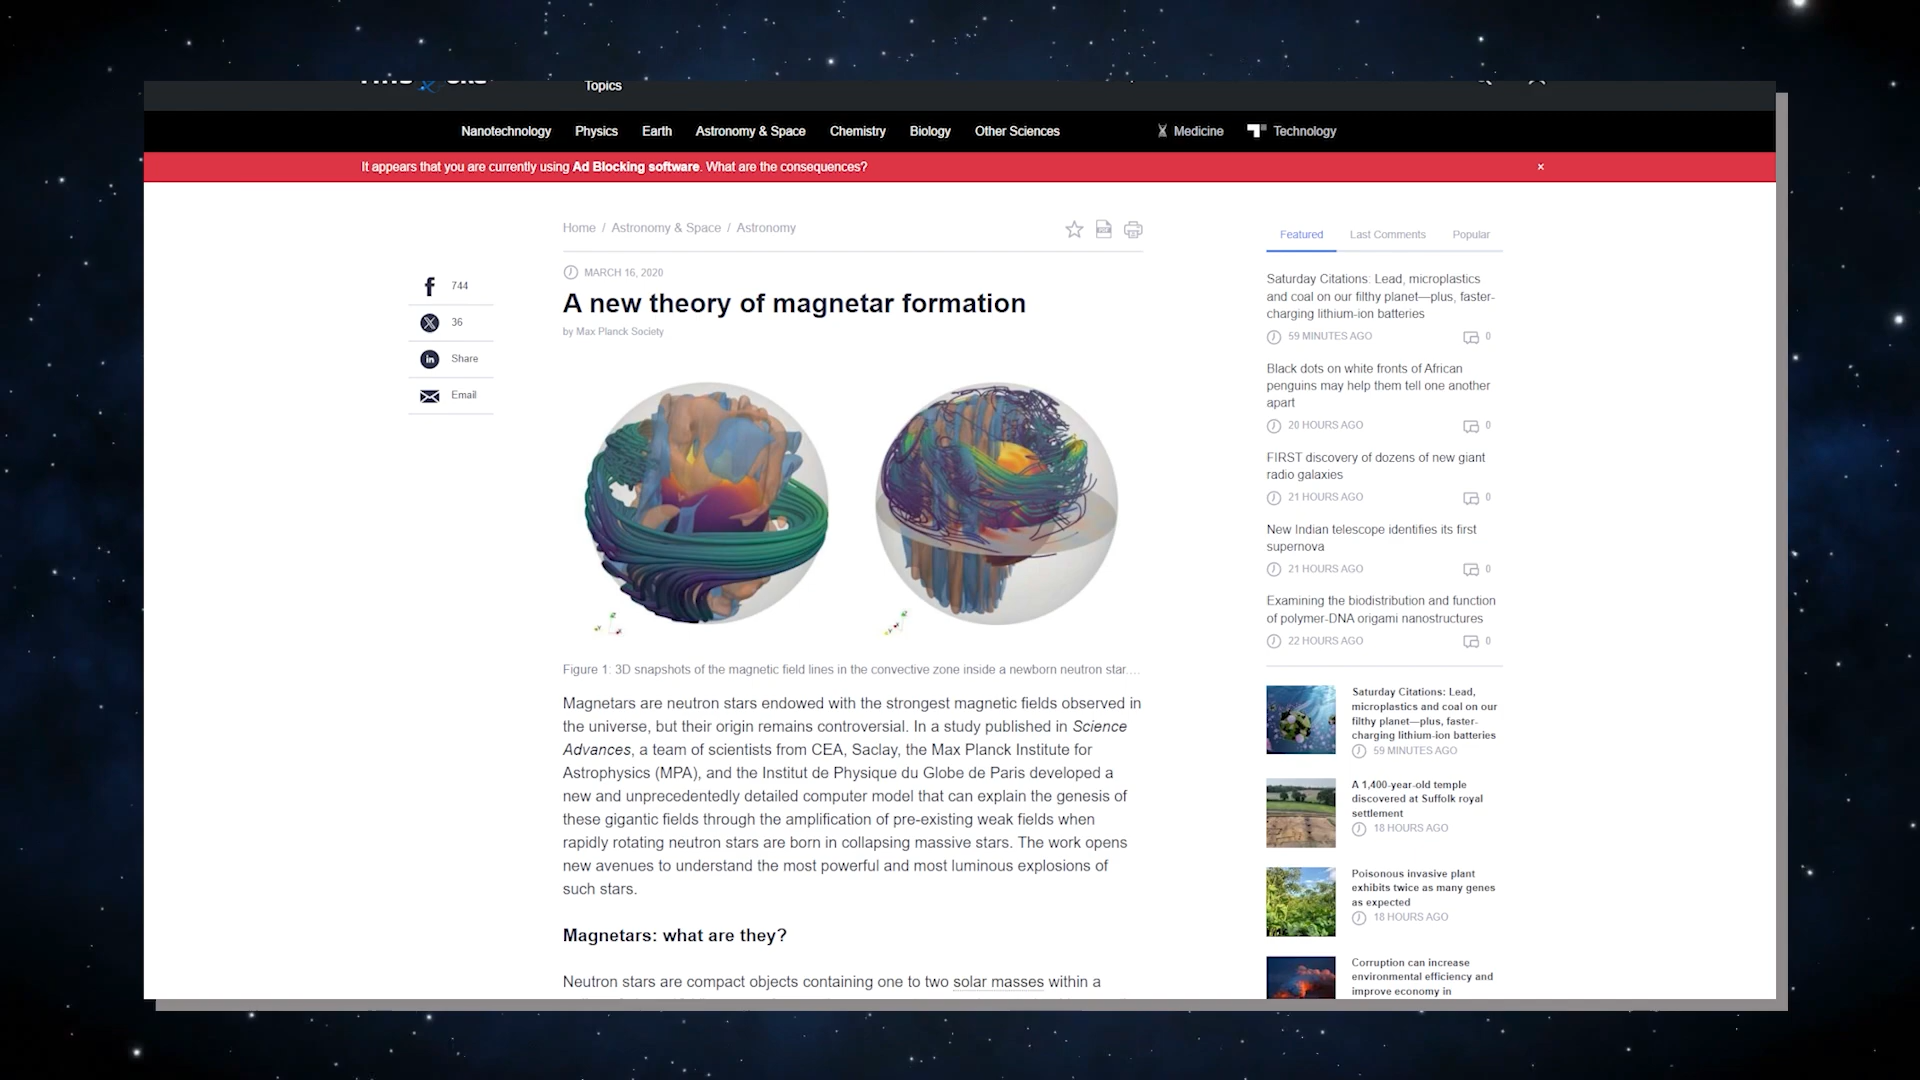 Topics
Nanotechnology Physics Earth Astronomy & Space Chemistry Biology Other Sciences Medicine Technology
It appears that you are currently using Ad Blocking software. What are the consequences? ×
Home / Astronomy & Space / Astronomy
744
36
Share
Email
MARCH 16, 2020
A new theory of magnetar formation
by Max Planck Society
Figure 1: 3D snapshots of the magnetic field lines in the convective zone inside a newborn neutron star....
Magnetars are neutron stars endowed with the strongest magnetic fields observed in
the universe, but their origin remains controversial. In a study published in Science
Advances, a team of scientists from CEA, Saclay, the Max Planck Institute for
Astrophysics (MPA), and the Institut de Physique du Globe de Paris developed a
new and unprecedentedly detailed computer model that can explain the genesis of
these gigantic fields through the amplification of pre-existing weak fields when
rapidly rotating neutron stars are born in collapsing massive stars. The work opens
new avenues to understand the most powerful and most luminous explosions of
such stars.
Magnetars: what are they?
Neutron stars are compact objects containing one to two solar masses within a
Featured Last Comments Popular
Saturday Citations: Lead, microplastics
and coal on our filthy planet—plus, faster-
charging lithium-ion batteries
59 MINUTES AGO 0
Black dots on white fronts of African
penguins may help them tell one another
apart
20 HOURS AGO 0
FIRST discovery of dozens of new giant
radio galaxies
21 HOURS AGO 0
New Indian telescope identifies its first
supernova
21 HOURS AGO 0
Examining the biodistribution and function
of polymer-DNA origami nanostructures
22 HOURS AGO 0
Saturday Citations: Lead,
microplastics and coal on our
filthy planet—plus, faster-
charging lithium-ion batteries
59 MINUTES AGO
A 1,400-year-old temple
discovered at Suffolk royal
settlement
18 HOURS AGO
Poisonous invasive plant
exhibits twice as many genes
as expected
18 HOURS AGO
Corruption can increase
environmental efficiency and
improve economy in